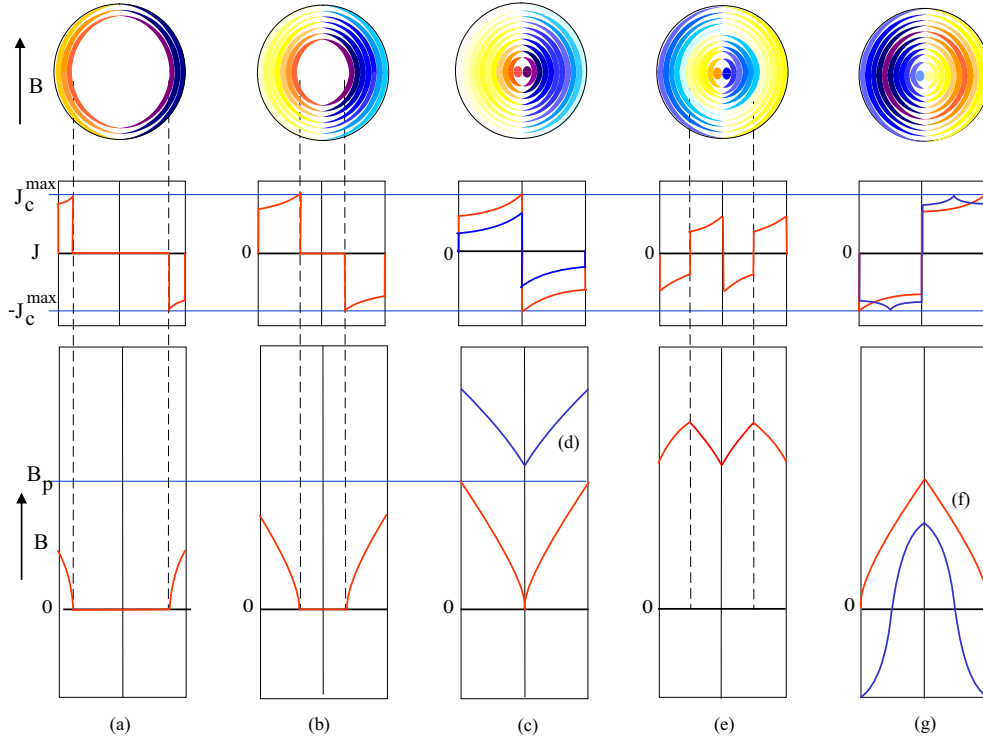 B
J_c^max
J 0 0 0 0
-J_c^max
(d)
B_p
(f)
B
0 0 0 0 0
(a) (b) (c) (e) (g)